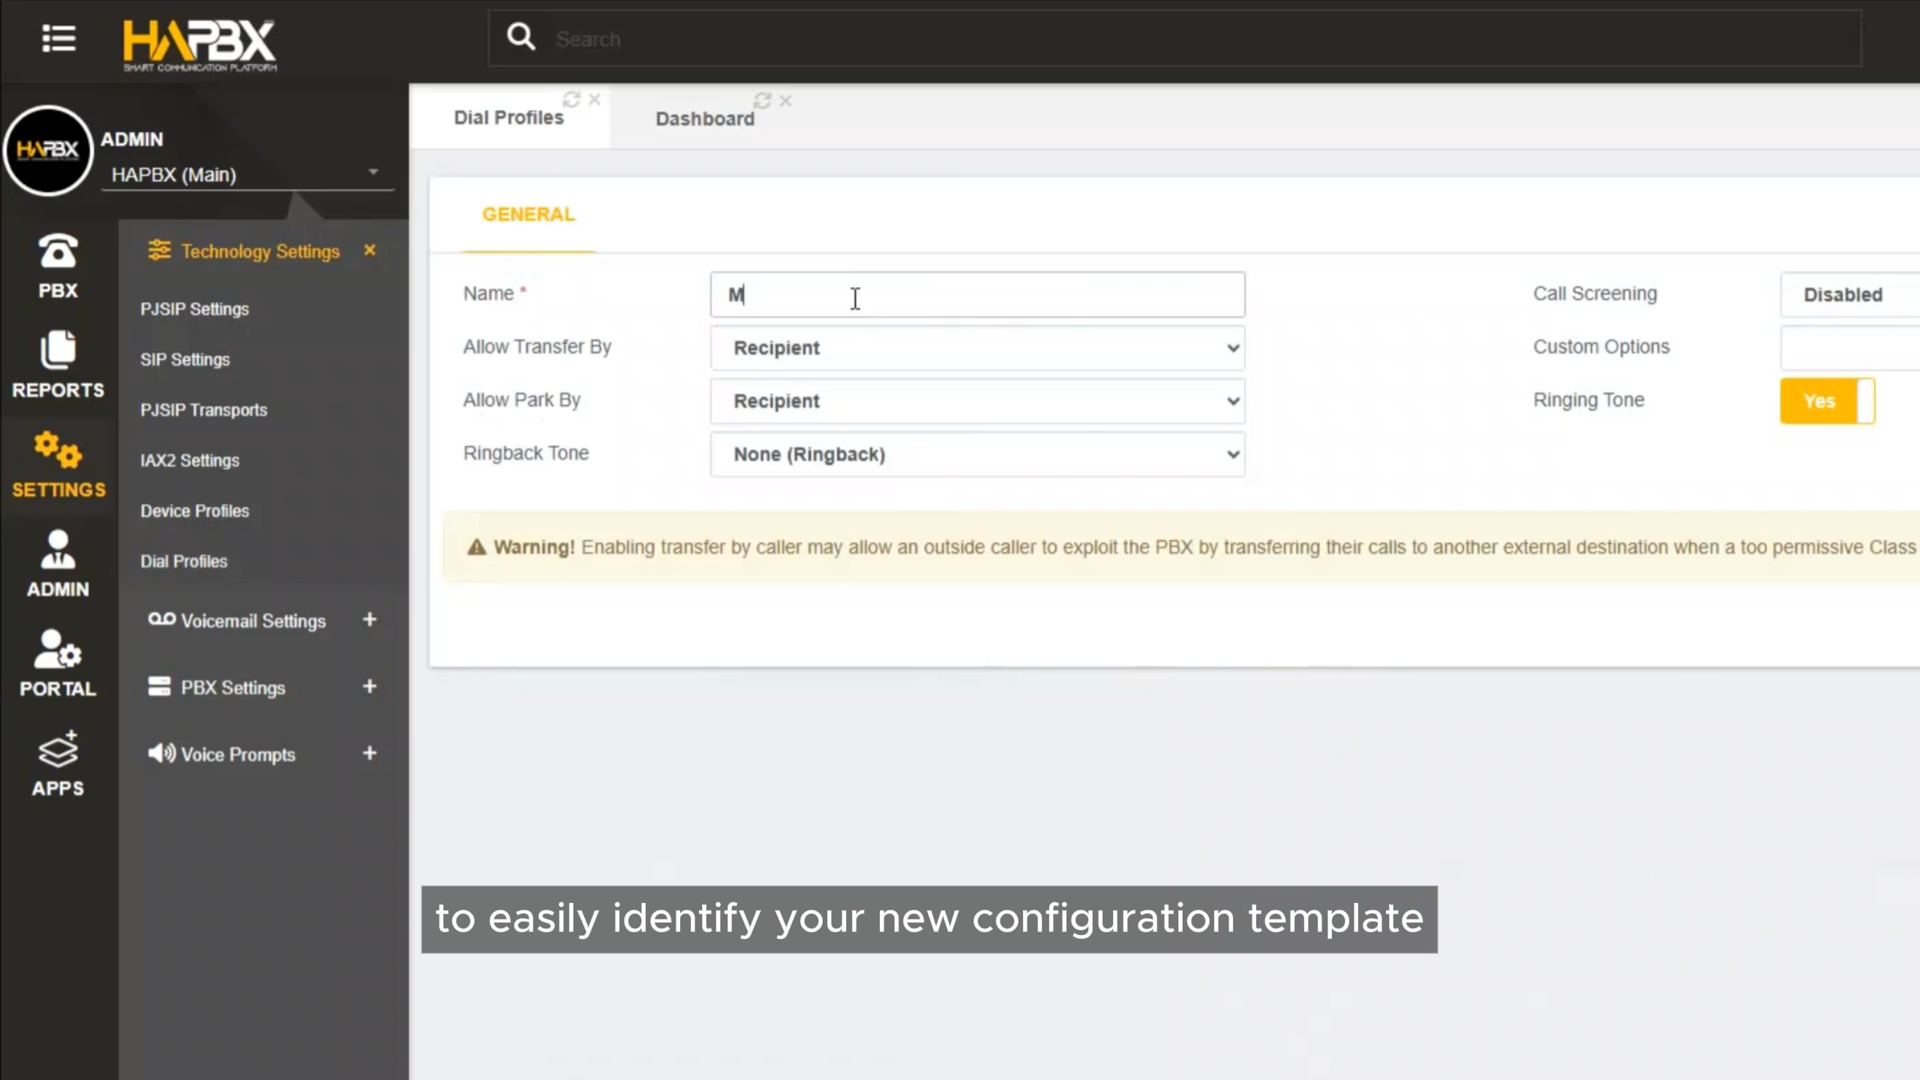 HAPBX
SMART COMMUNICATION PLATFORM
Search
HAPBX
ADMIN
HAPBX (Main)
PBX
REPORTS
SETTINGS
ADMIN
PORTAL
APPS
Technology Settings
PJSIP Settings
SIP Settings
PJSIP Transports
IAX2 Settings
Device Profiles
Dial Profiles
Voicemail Settings
PBX Settings
Voice Prompts
Dial Profiles
Dashboard
GENERAL
Name *
M
Allow Transfer By
Recipient
Allow Park By
Recipient
Ringback Tone
None (Ringback)
Call Screening
Disabled
Custom Options
Ringing Tone
Yes
Warning! Enabling transfer by caller may allow an outside caller to exploit the PBX by transferring their calls to another external destination when a too permissive Class
to easily identify your new configuration template